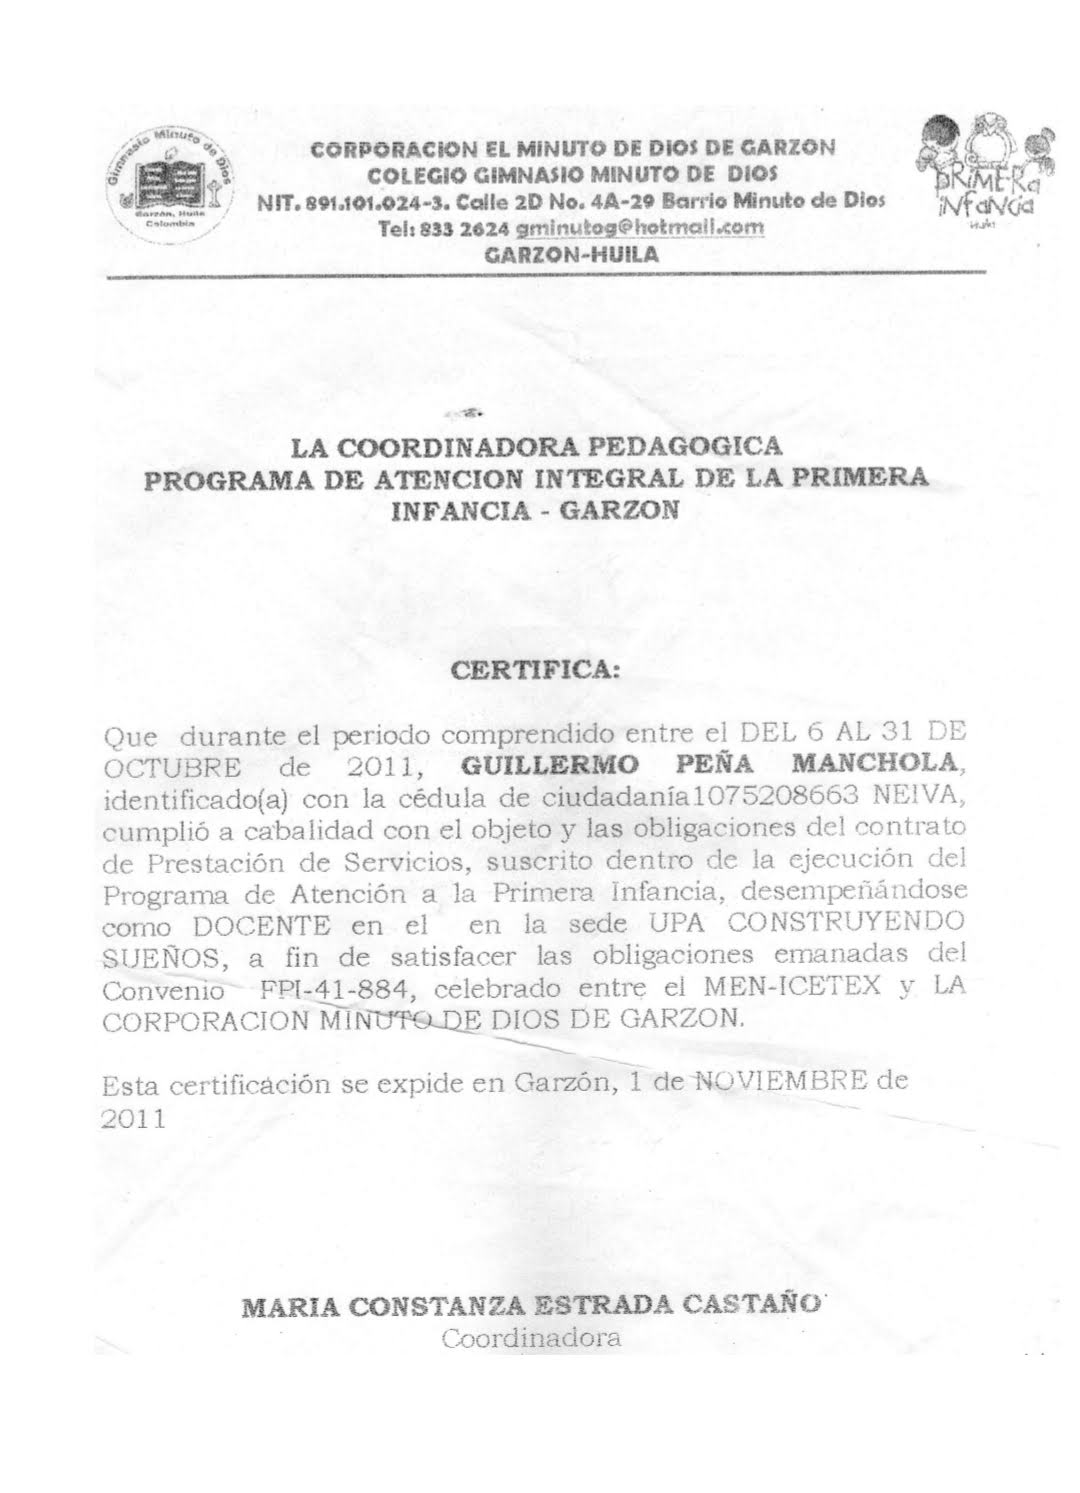 Gimnasio Minuto de Dios
Garzón, Huila
Colombia
CORPORACION EL MINUTO DE DIOS DE GARZON
COLEGIO GIMNASIO MINUTO DE DIOS
NIT. 891.101.024-3. Calle 2D No. 4A-29 Barrio Minuto de Dios
Tel: 833 2624 gminutog@hotmail.com
GARZON-HUILA
PRiMERa
iNfaNcia
LA COORDINADORA PEDAGOGICA
PROGRAMA DE ATENCION INTEGRAL DE LA PRIMERA
INFANCIA - GARZON
CERTIFICA:
Que durante el periodo comprendido entre el DEL 6 AL 31 DE
OCTUBRE de 2011, GUILLERMO PEÑA MANCHOLA,
identificado(a) con la cédula de ciudadanía1075208663 NEIVA,
cumplió a cabalidad con el objeto y las obligaciones del contrato
de Prestación de Servicios, suscrito dentro de la ejecución del
Programa de Atención a la Primera Infancia, desempeñándose
como DOCENTE en el en la sede UPA CONSTRUYENDO
SUEÑOS, a fin de satisfacer las obligaciones emanadas del
Convenio FPI-41-884, celebrado entre el MEN-ICETEX y LA
CORPORACION MINUTO DE DIOS DE GARZON.
Esta certificación se expide en Garzón, 1 de NOVIEMBRE de
2011
MARIA CONSTANZA ESTRADA CASTAÑO
Coordinadora